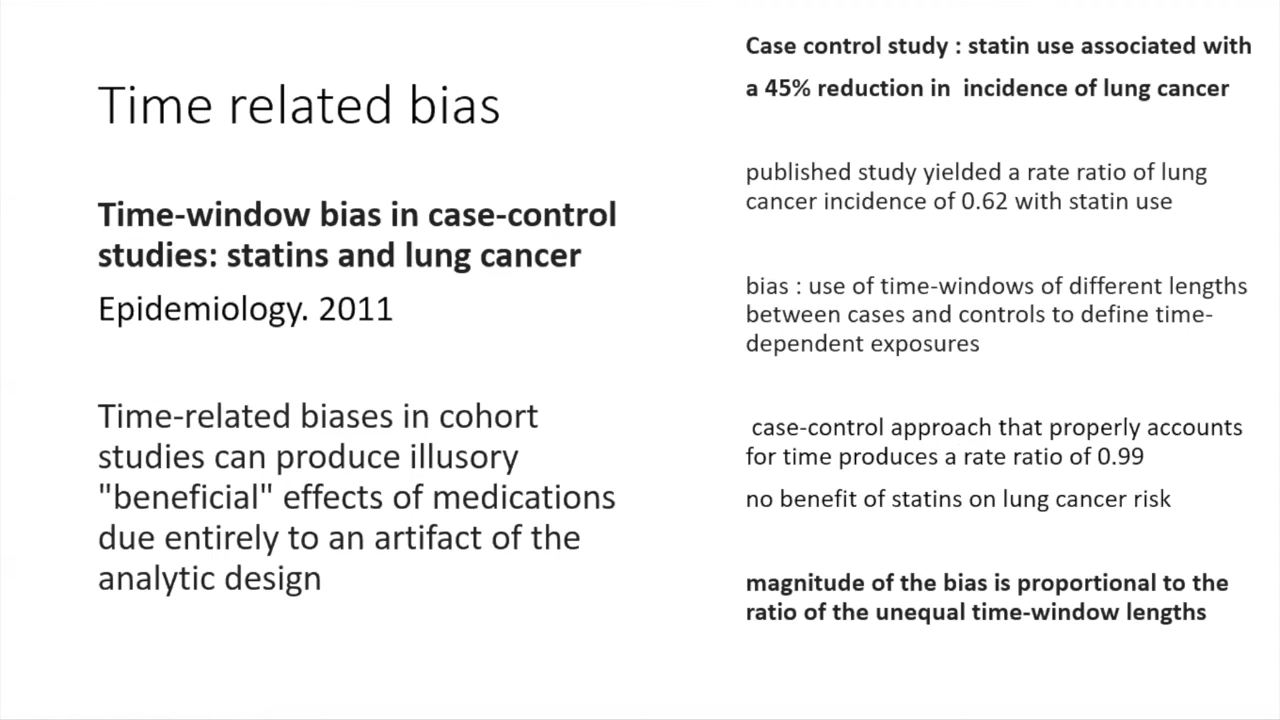 Time related bias
Time-window bias in case-control
studies: statins and lung cancer
Epidemiology. 2011
Time-related biases in cohort
studies can produce illusory
"beneficial" effects of medications
due entirely to an artifact of the
analytic design
Case control study : statin use associated with
a 45% reduction in  incidence of lung cancer
published study yielded a rate ratio of lung
cancer incidence of 0.62 with statin use
bias : use of time-windows of different lengths
between cases and controls to define time-
dependent exposures
case-control approach that properly accounts
for time produces a rate ratio of 0.99
no benefit of statins on lung cancer risk
magnitude of the bias is proportional to the
ratio of the unequal time-window lengths